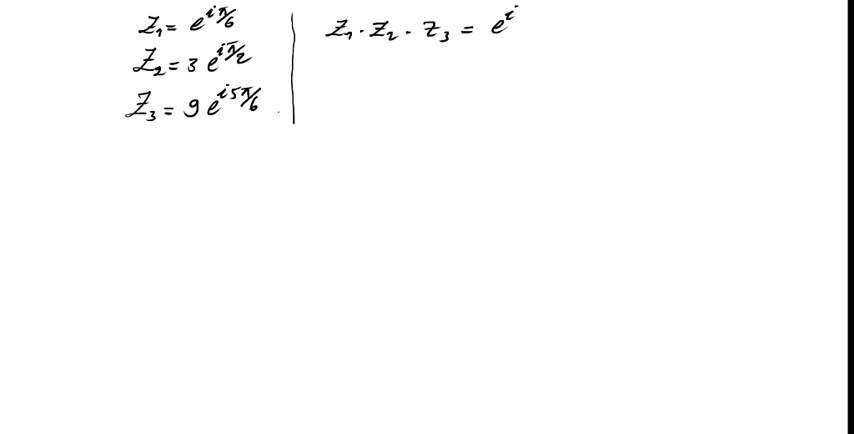 Z₁ = e^{iπ/6}
Z₂ = 3 e^{iπ/2}
Z₃ = 9 e^{i5π/6}
Z₁ · Z₂ · Z₃ = e^{i}